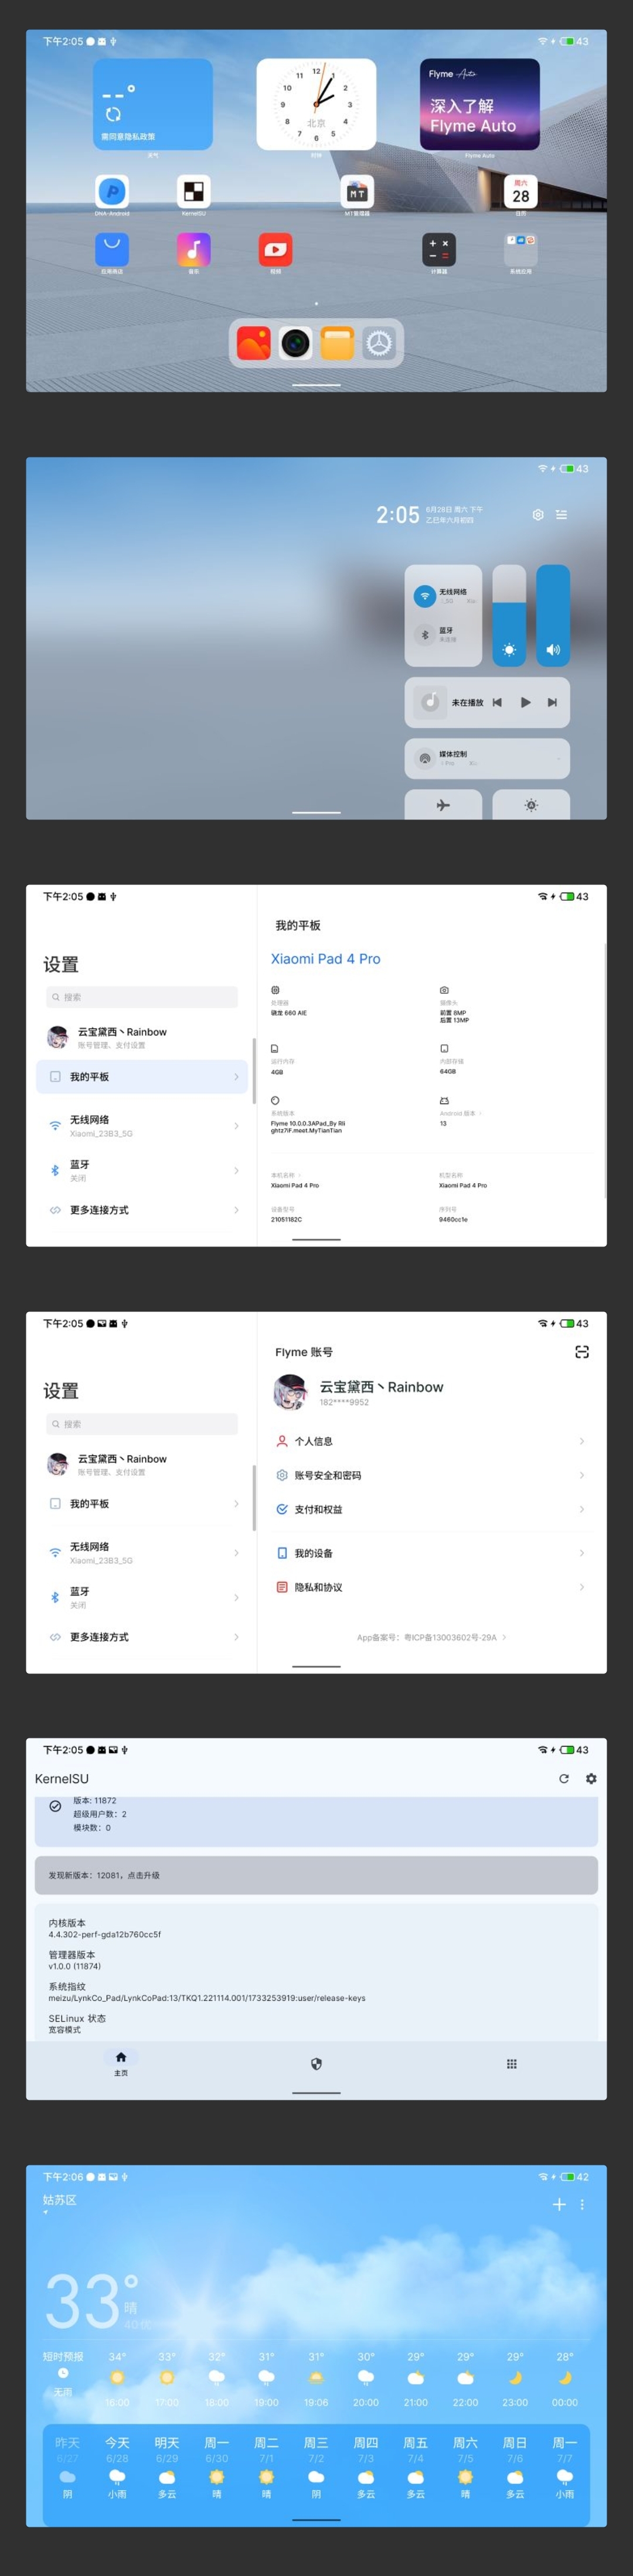 下午2:05
43
12
11
1
10
2
9
3
8
4
7
6
5
北京
Flyme Auto
深入了解
Flyme Auto
需同意隐私政策
天气
时钟
Flyme Auto
周六
28
DNA-Android
KernelSU
MT管理器
日历
应用商店
音乐
视频
计算器
系统应用
43
2:05
6月28日 周六 下午
乙巳年六月初四
无线网络
蓝牙
未连接
未在播放
媒体控制
下午2:05
43
我的平板
设置
Xiaomi Pad 4 Pro
搜索
处理器
骁龙 660 AIE
摄像头
前置 8MP
后置 13MP
云宝黛西丶Rainbow
账号管理、支付设置
我的平板
运行内存
4GB
内部存储
64GB
系统版本
Flyme 10.0.0.3APad_By Rli
ghtz7iF.meet.MyTianTian
Android 版本
13
无线网络
Xiaomi_23B3_5G
蓝牙
关闭
本机名称
Xiaomi Pad 4 Pro
机型名称
Xiaomi Pad 4 Pro
更多连接方式
设备型号
21051182C
序列号
9460cc1e
下午2:05
43
Flyme 账号
设置
云宝黛西丶Rainbow
182****9952
搜索
个人信息
云宝黛西丶Rainbow
账号管理、支付设置
账号安全和密码
我的平板
支付和权益
无线网络
Xiaomi_23B3_5G
我的设备
蓝牙
关闭
隐私和协议
更多连接方式
App备案号：粤ICP备13003602号-29A
下午2:05
43
KernelSU
版本: 11872
超级用户数：2
模块数：0
发现新版本：12081，点击升级
内核版本
4.4.302-perf-gda12b760cc5f
管理器版本
v1.0.0 (11874)
系统指纹
meizu/LynkCo_Pad/LynkCoPad:13/TKQ1.221114.001/1733253919:user/release-keys
SELinux 状态
宽容模式
主页
下午2:06
42
姑苏区
33°
晴
40 优
短时预报 34° 33° 32° 31° 31° 30° 29° 29° 29° 28°
无雨
16:00 17:00 18:00 19:00 19:06 20:00 21:00 22:00 23:00 00:00
昨天 今天 明天 周一 周二 周三 周四 周五 周六 周日 周一
6/27 6/28 6/29 6/30 7/1 7/2 7/3 7/4 7/5 7/6 7/7
阴 小雨 多云 晴 晴 阴 多云 多云 晴 多云 小雨